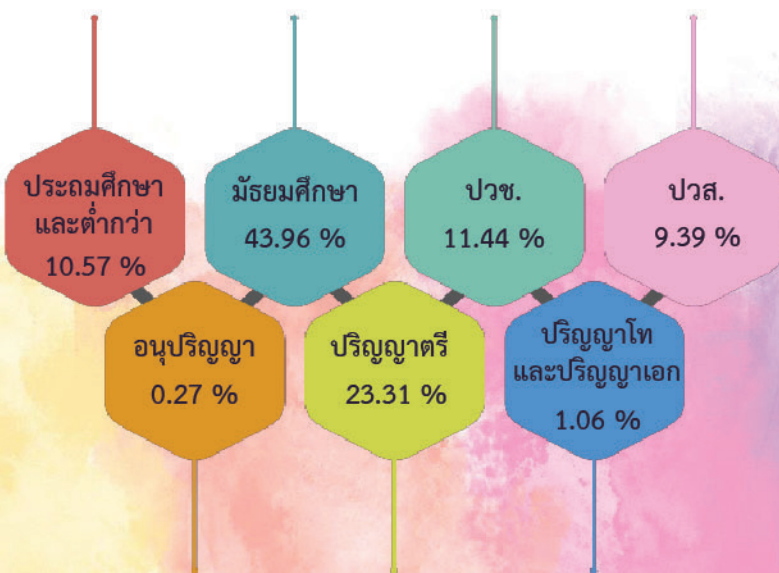 ประถมศึกษา
และต่ำกว่า
10.57 %
มัธยมศึกษา
43.96 %
ปวช.
11.44 %
ปวส.
9.39 %
อนุปริญญา
0.27 %
ปริญญาตรี
23.31 %
ปริญญาโท
และปริญญาเอก
1.06 %